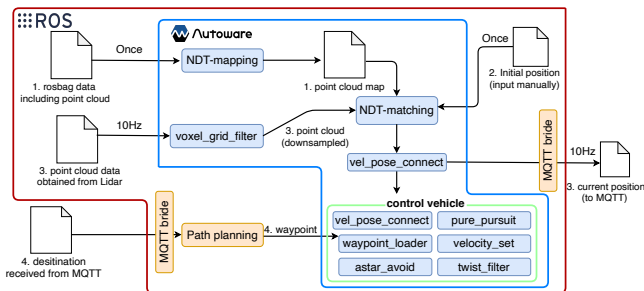 ROS
Autoware
Once
NDT-mapping
1. rosbag data
including point cloud
1. point cloud map
Once
2. Initial position
(input manually)
NDT-matching
10Hz
voxel_grid_filter
3. point cloud
(downsampled)
3. point cloud data
obtained from Lidar
vel_pose_connect
MQTT bride
10Hz
3. current position
(to MQTT)
control vehicle
vel_pose_connect
pure_pursuit
MQTT bride
Path planning
4. waypoint
waypoint_loader
velocity_set
astar_avoid
twist_filter
4. desitination
received from MQTT